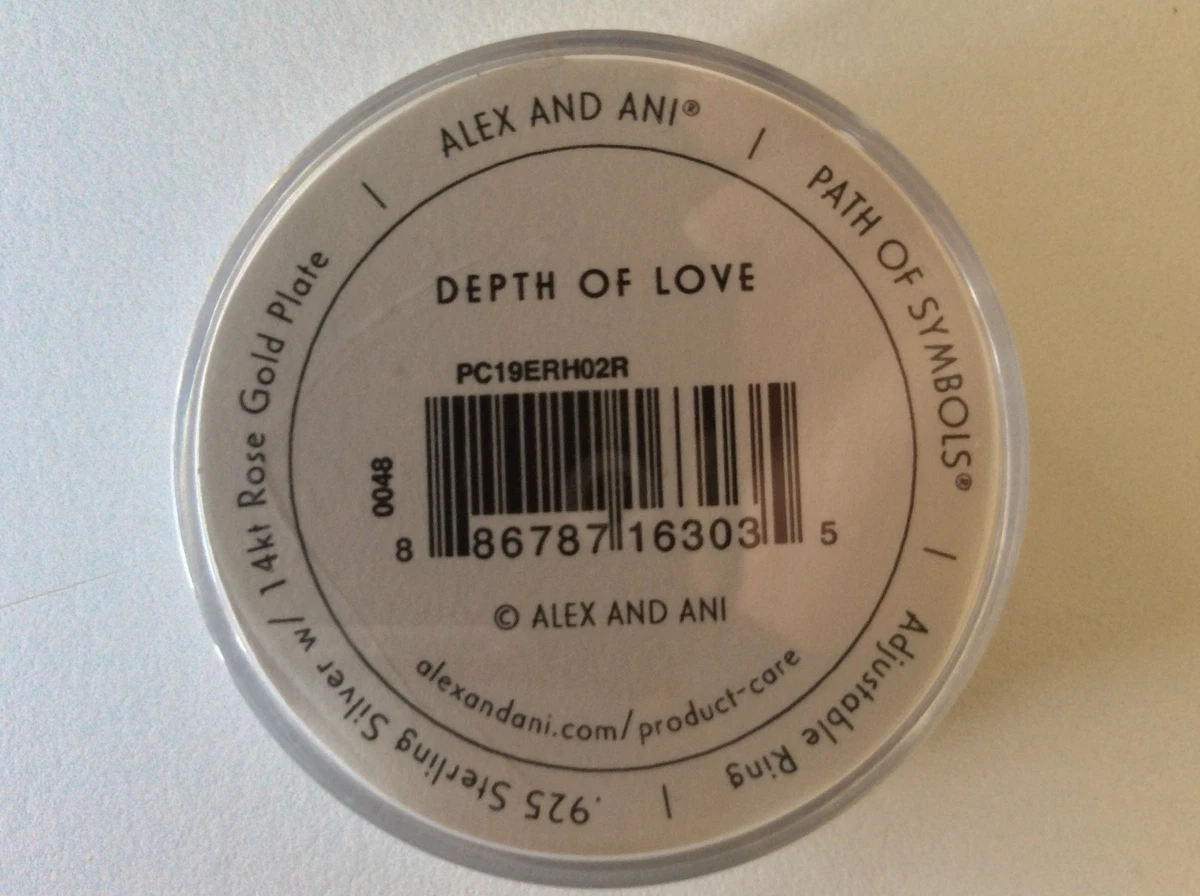 ALEX AND ANI® | PATH OF SYMBOLS® | Adjustable Ring | .925 Sterling Silver w/ 14kt Rose Gold Plate |
DEPTH OF LOVE
PC19ERH02R
0048
8 86787 16303 5
© ALEX AND ANI
alexandani.com/product-care